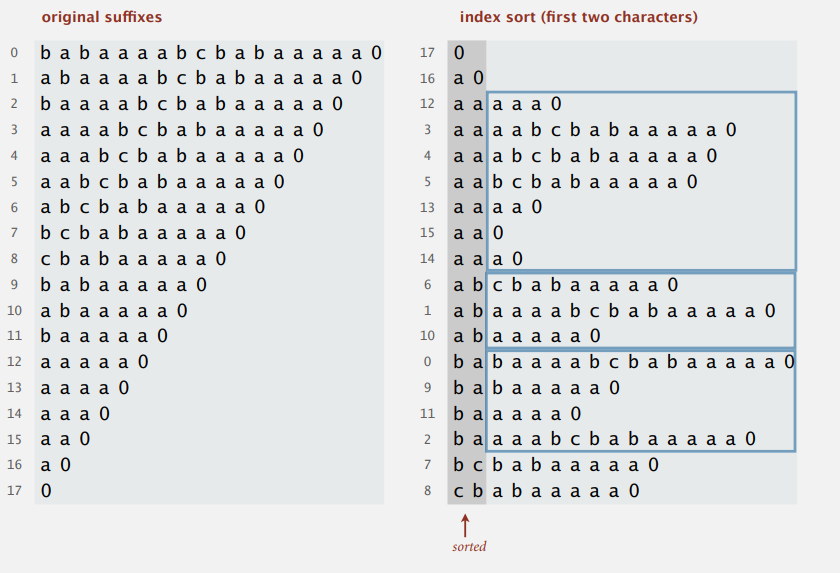 original suffixes
0 b a b a a a a b c b a b a a a a a 0
1 a b a a a a b c b a b a a a a a 0
2 b a a a a b c b a b a a a a a 0
3 a a a a b c b a b a a a a a 0
4 a a a b c b a b a a a a a 0
5 a a b c b a b a a a a a 0
6 a b c b a b a a a a a 0
7 b c b a b a a a a a 0
8 c b a b a a a a a 0
9 b a b a a a a a 0
10 a b a a a a a 0
11 b a a a a a 0
12 a a a a a 0
13 a a a a 0
14 a a a 0
15 a a 0
16 a 0
17 0
index sort (first two characters)
17 0
16 a 0
12 a a a a a 0
3 a a a a b c b a b a a a a a 0
4 a a a b c b a b a a a a a 0
5 a a b c b a b a a a a a 0
13 a a a a 0
15 a a 0
14 a a a 0
6 a b c b a b a a a a a 0
1 a b a a a a b c b a b a a a a a 0
10 a b a a a a a 0
0 b a b a a a a b c b a b a a a a a 0
9 b a b a a a a a 0
11 b a a a a a 0
2 b a a a a b c b a b a a a a a 0
7 b c b a b a a a a a 0
8 c b a b a a a a a 0
sorted